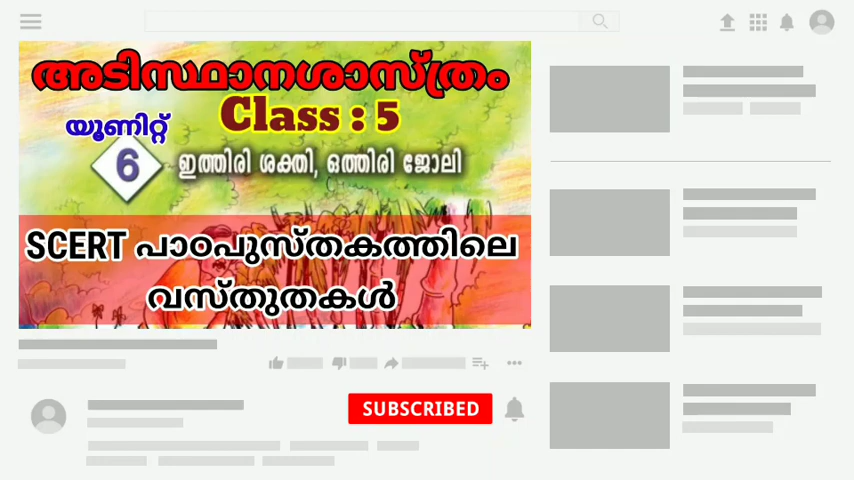 അടിസ്ഥാനശാസ്ത്രം
Class : 5
യൂണിറ്റ്
6 ഇത്തിരി ശക്തി, ഒത്തിരി ജോലി
SCERT പാഠപുസ്തകത്തിലെ
വസ്തുതകൾ
SUBSCRIBED